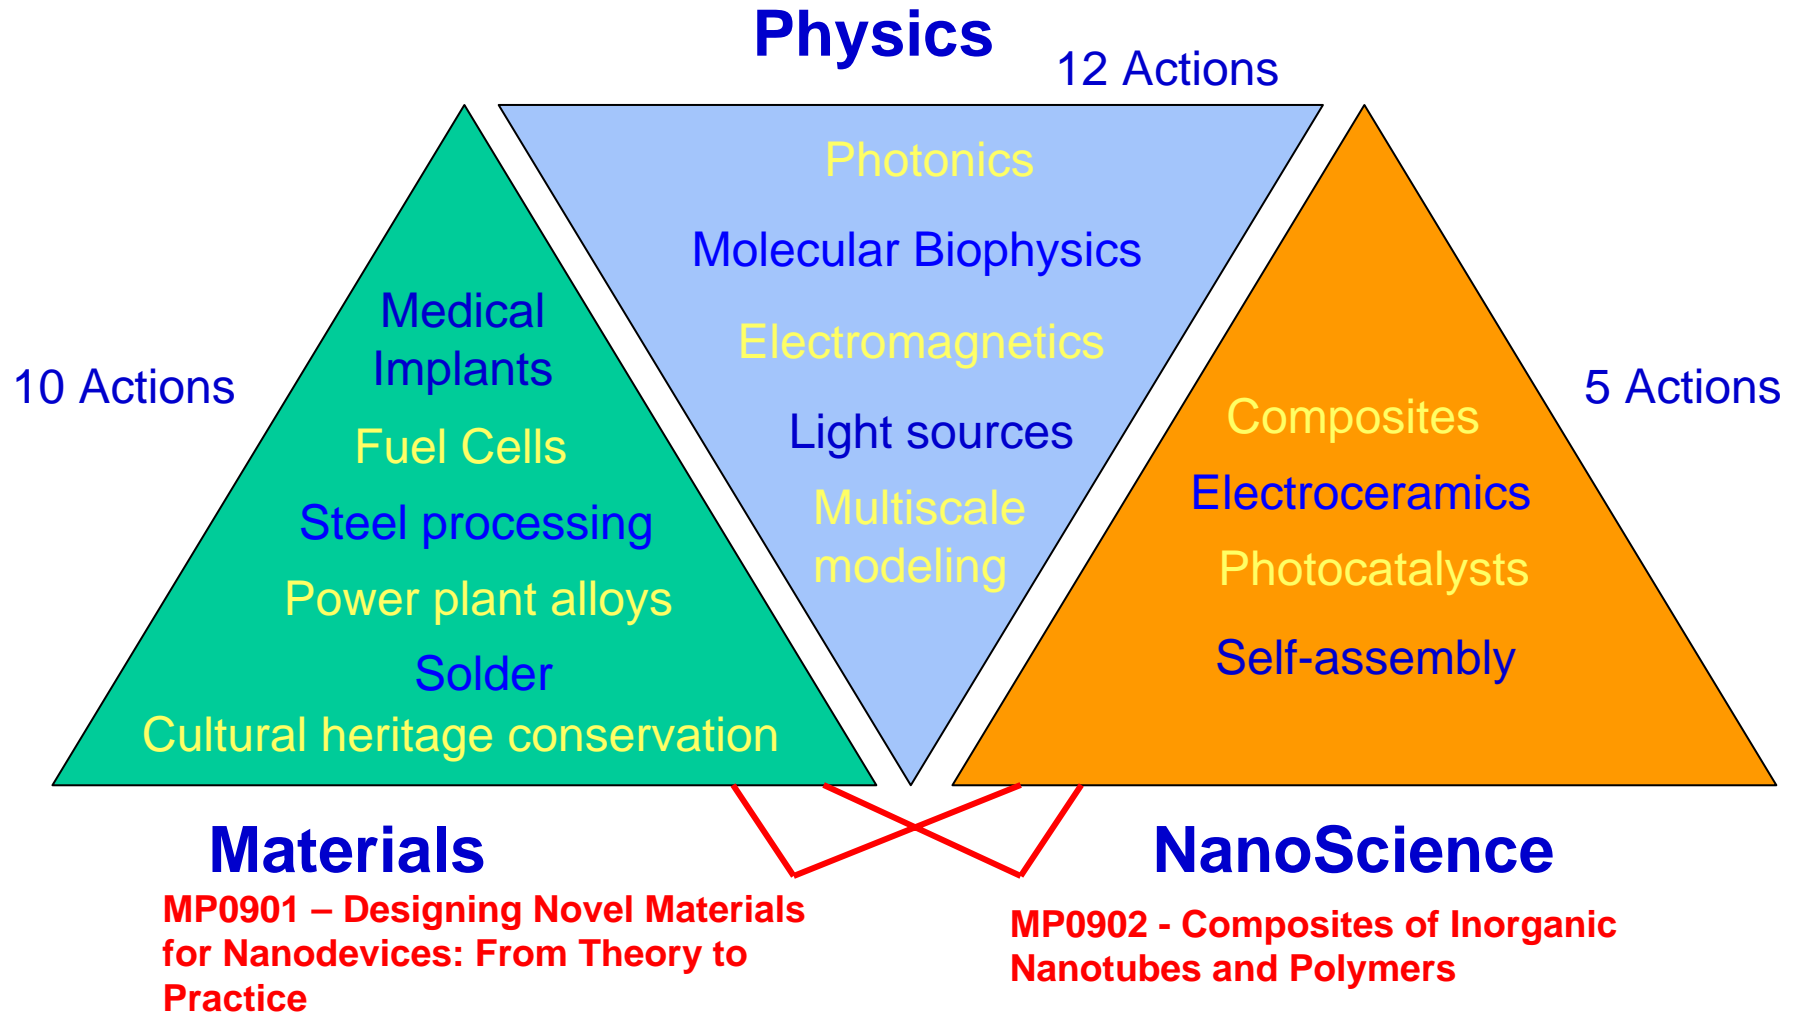 Physics
12 Actions
Photonics
Molecular Biophysics
Electromagnetics
Light sources
Multiscale
modeling
10 Actions
Medical
Implants
Fuel Cells
Steel processing
Power plant alloys
Solder
Cultural heritage conservation
5 Actions
Composites
Electroceramics
Photocatalysts
Self-assembly
Materials
MP0901 – Designing Novel Materials
for Nanodevices: From Theory to
Practice
NanoScience
MP0902 - Composites of Inorganic
Nanotubes and Polymers